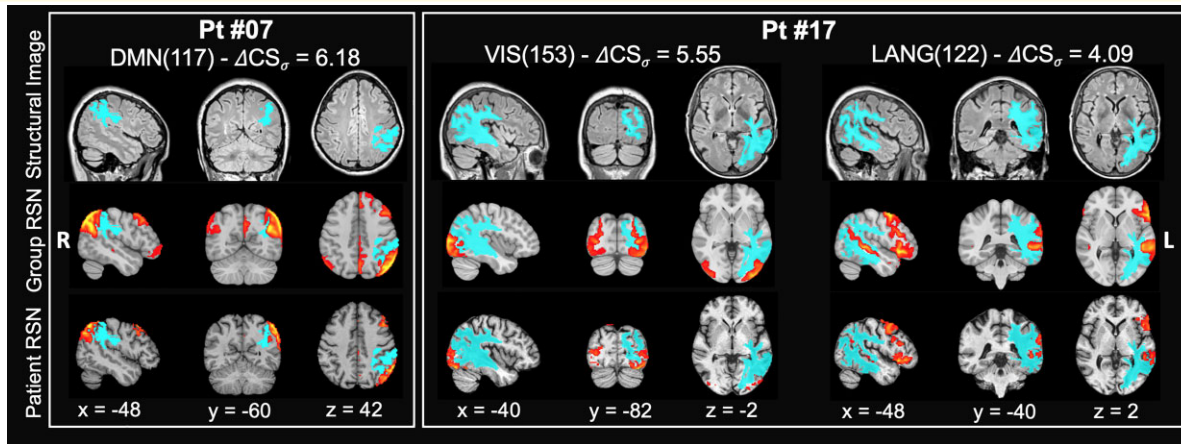 Pt #07
Pt #17
DMN(117) - ΔCSσ = 6.18
VIS(153) - ΔCSσ = 5.55
LANG(122) - ΔCSσ = 4.09
Structural Image
Group RSN
Patient RSN
R
L
x = -48
y = -60
z = 42
x = -40
y = -82
z = -2
x = -48
y = -40
z = 2